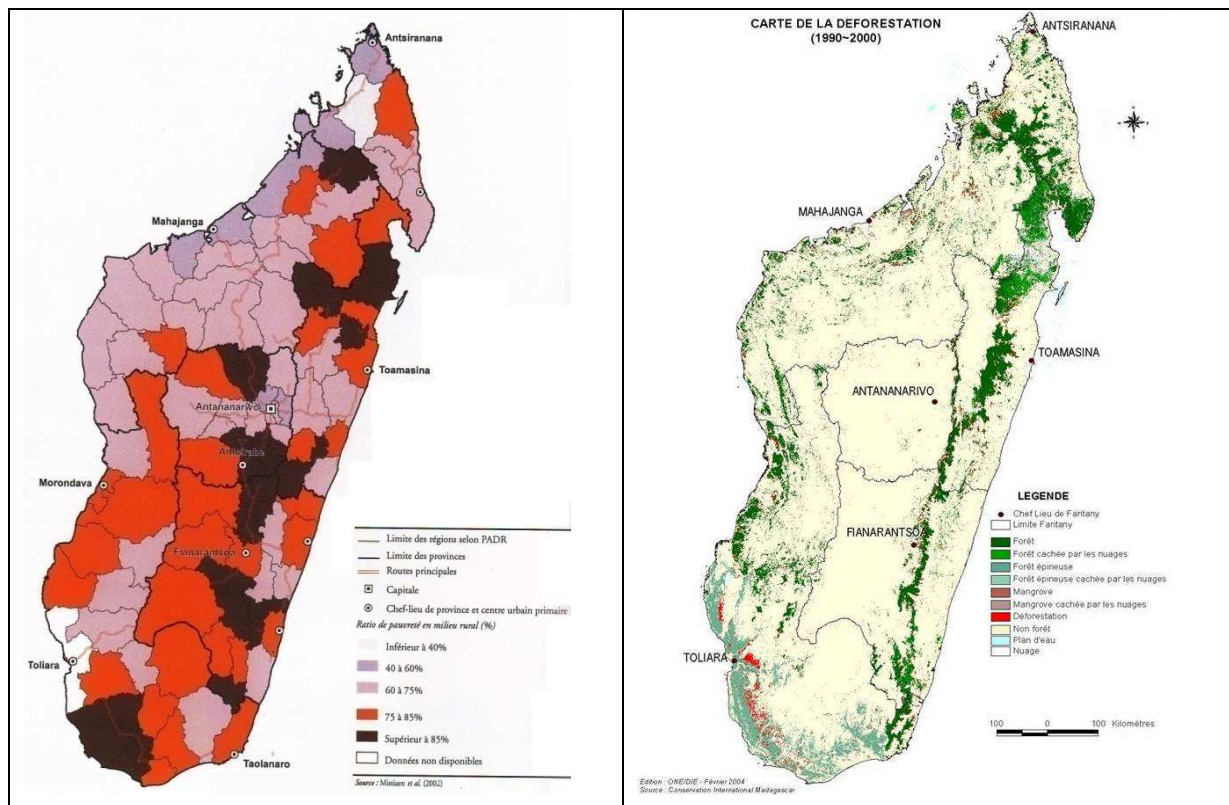 Antsiranana
Mahajanga
Toamasina
Antananarivo
Antsirabe
Morondava
Fianarantsoa
Toliara
Taolanaro
Limite des régions selon PADR
Limite des provinces
Routes principales
Capitale
Chef-lieu de province et centre urbain primaire
Ratio de pauvreté en milieu rural (%)
Inférieur à 40%
40 à 60%
60 à 75%
75 à 85%
Supérieur à 85%
Données non disponibles
Source : Mistiaen et al. (2002)
CARTE DE LA DEFORESTATION
(1990~2000)
ANTSIRANANA
MAHAJANGA
TOAMASINA
ANTANANARIVO
FIANARANTSOA
TOLIARA
LEGENDE
Chef Lieu de Faritany
Limite Faritany
Forêt
Forêt cachée par les nuages
Forêt épineuse
Forêt épineuse cachée par les nuages
Mangrove
Mangrove cachée par les nuages
Déforestation
Non forêt
Plan d'eau
Nuage
100 0 100 Kilométres
Edition : ONE/DIE - Février 2004
Source : Conservation International Madagascar